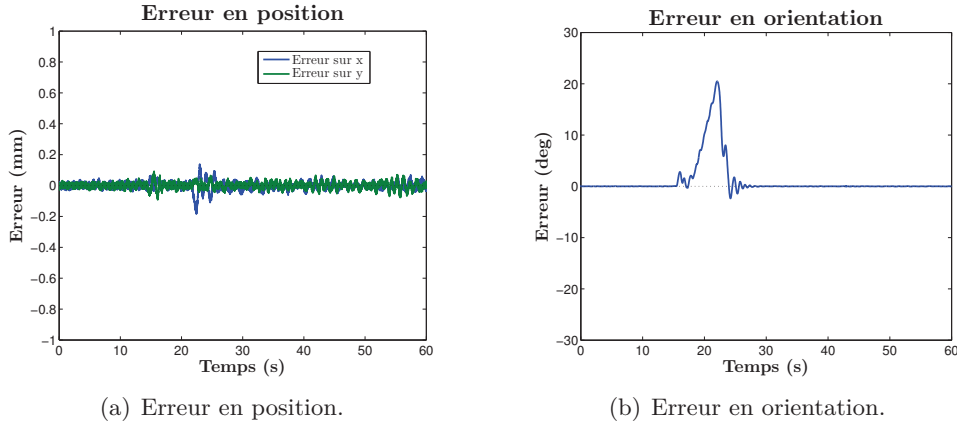 Erreur en position
1
0.8
0.6
0.4
0.2
0
−0.2
−0.4
−0.6
−0.8
−1
Erreur (mm)
Erreur sur x
Erreur sur y
0 10 20 30 40 50 60
Temps (s)
(a) Erreur en position.
Erreur en orientation
30
20
10
0
−10
−20
−30
Erreur (deg)
0 10 20 30 40 50 60
Temps (s)
(b) Erreur en orientation.